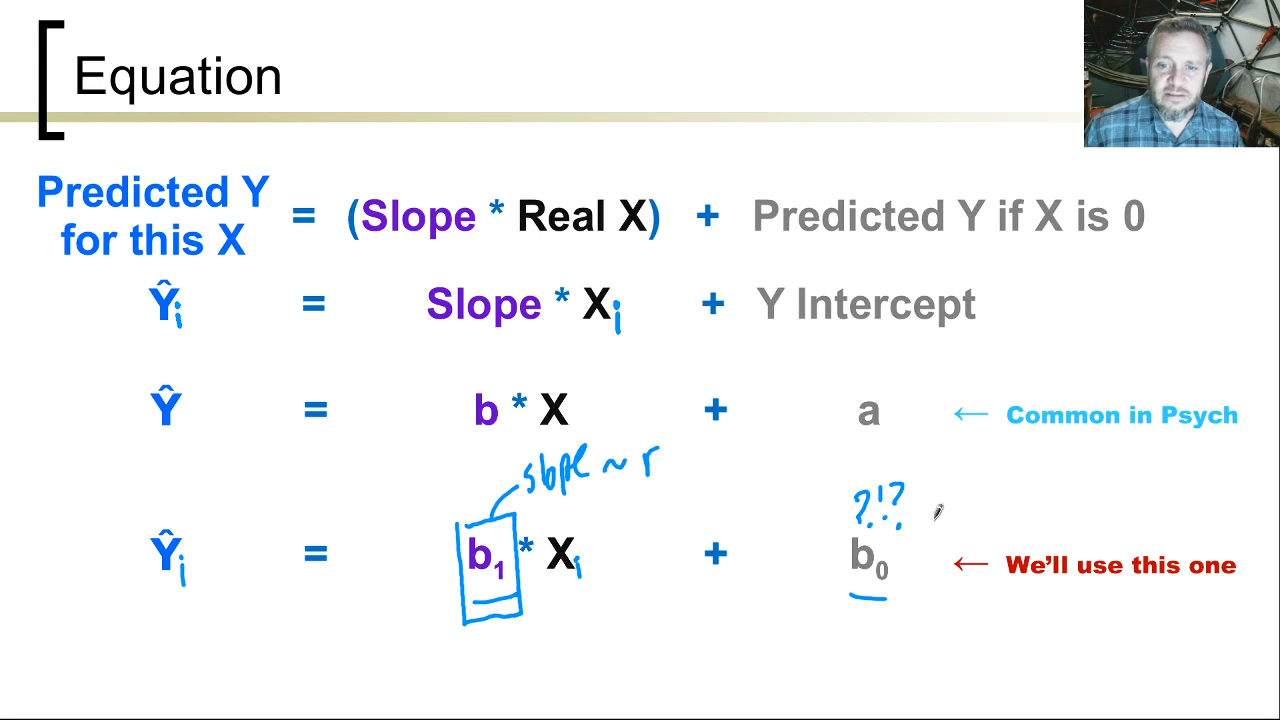 Equation
Predicted Y for this X = (Slope * Real X) + Predicted Y if X is 0
Ŷi = Slope * Xi + Y Intercept
Ŷ = b * X + a ← Common in Psych
slope ~ r
?!?
Ŷi = b₁ * Xi + b₀ ← We'll use this one